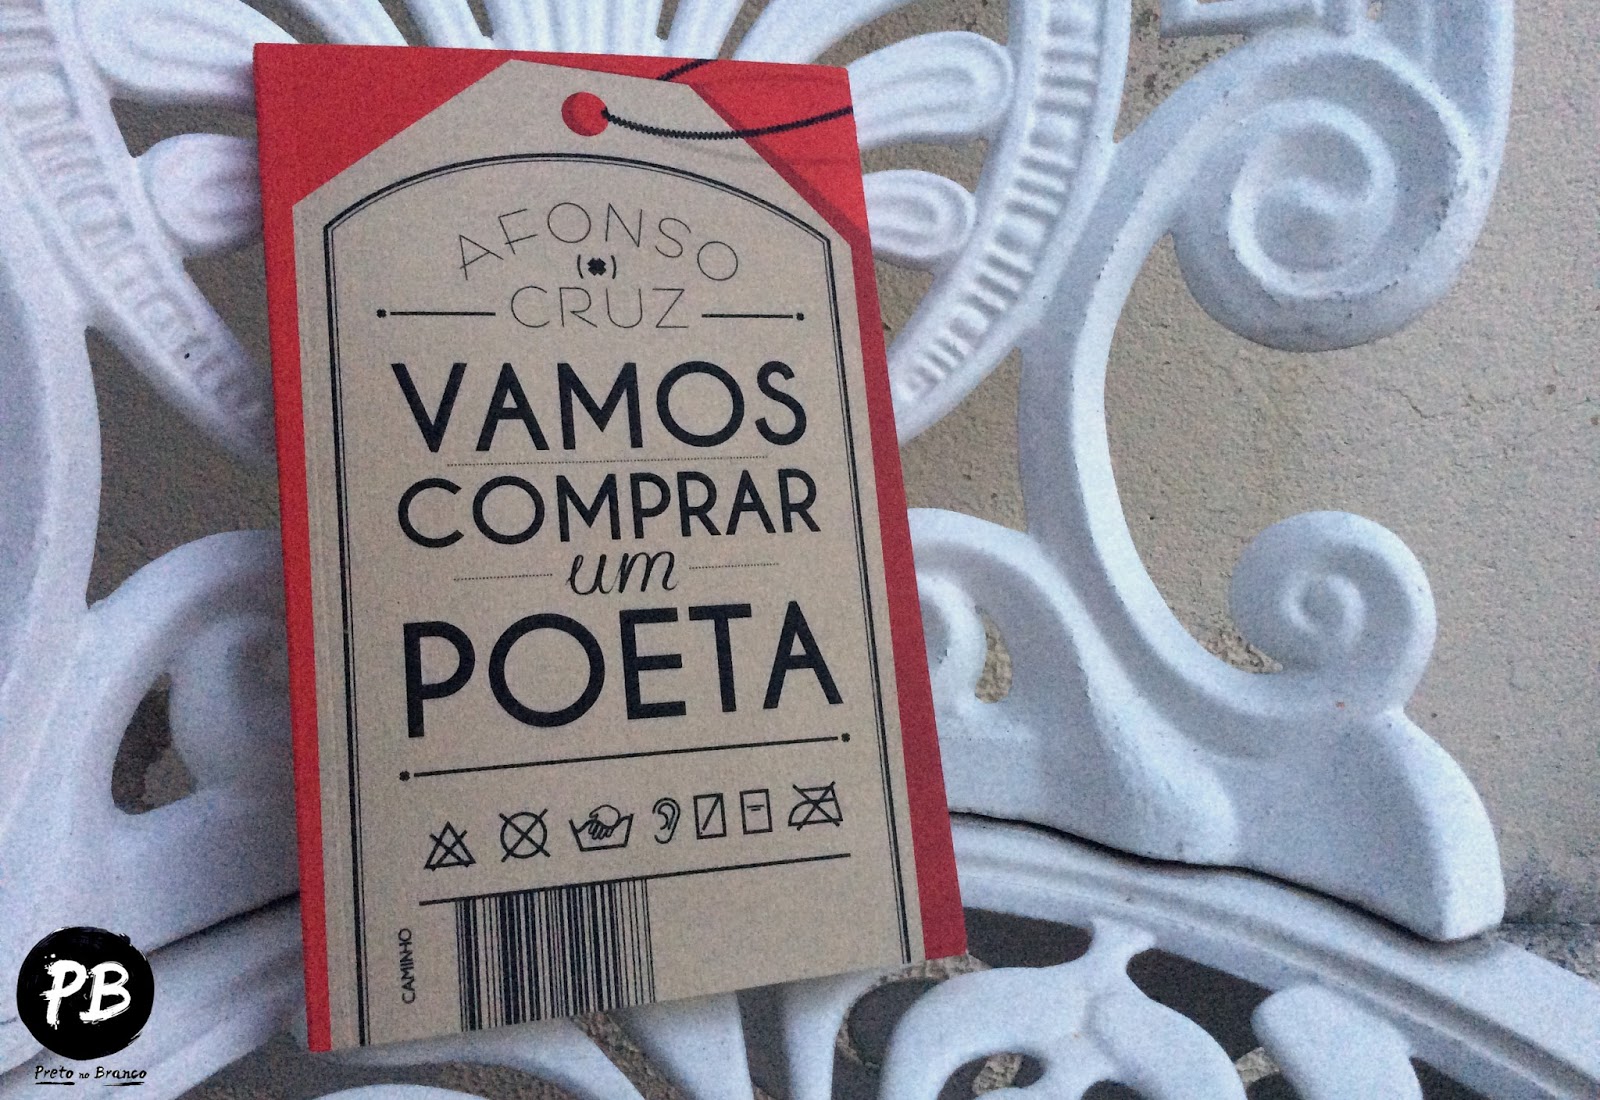 AFONSO
CRUZ
VAMOS
COMPRAR
um
POETA
CAMINHO
PB
Preto no Branco